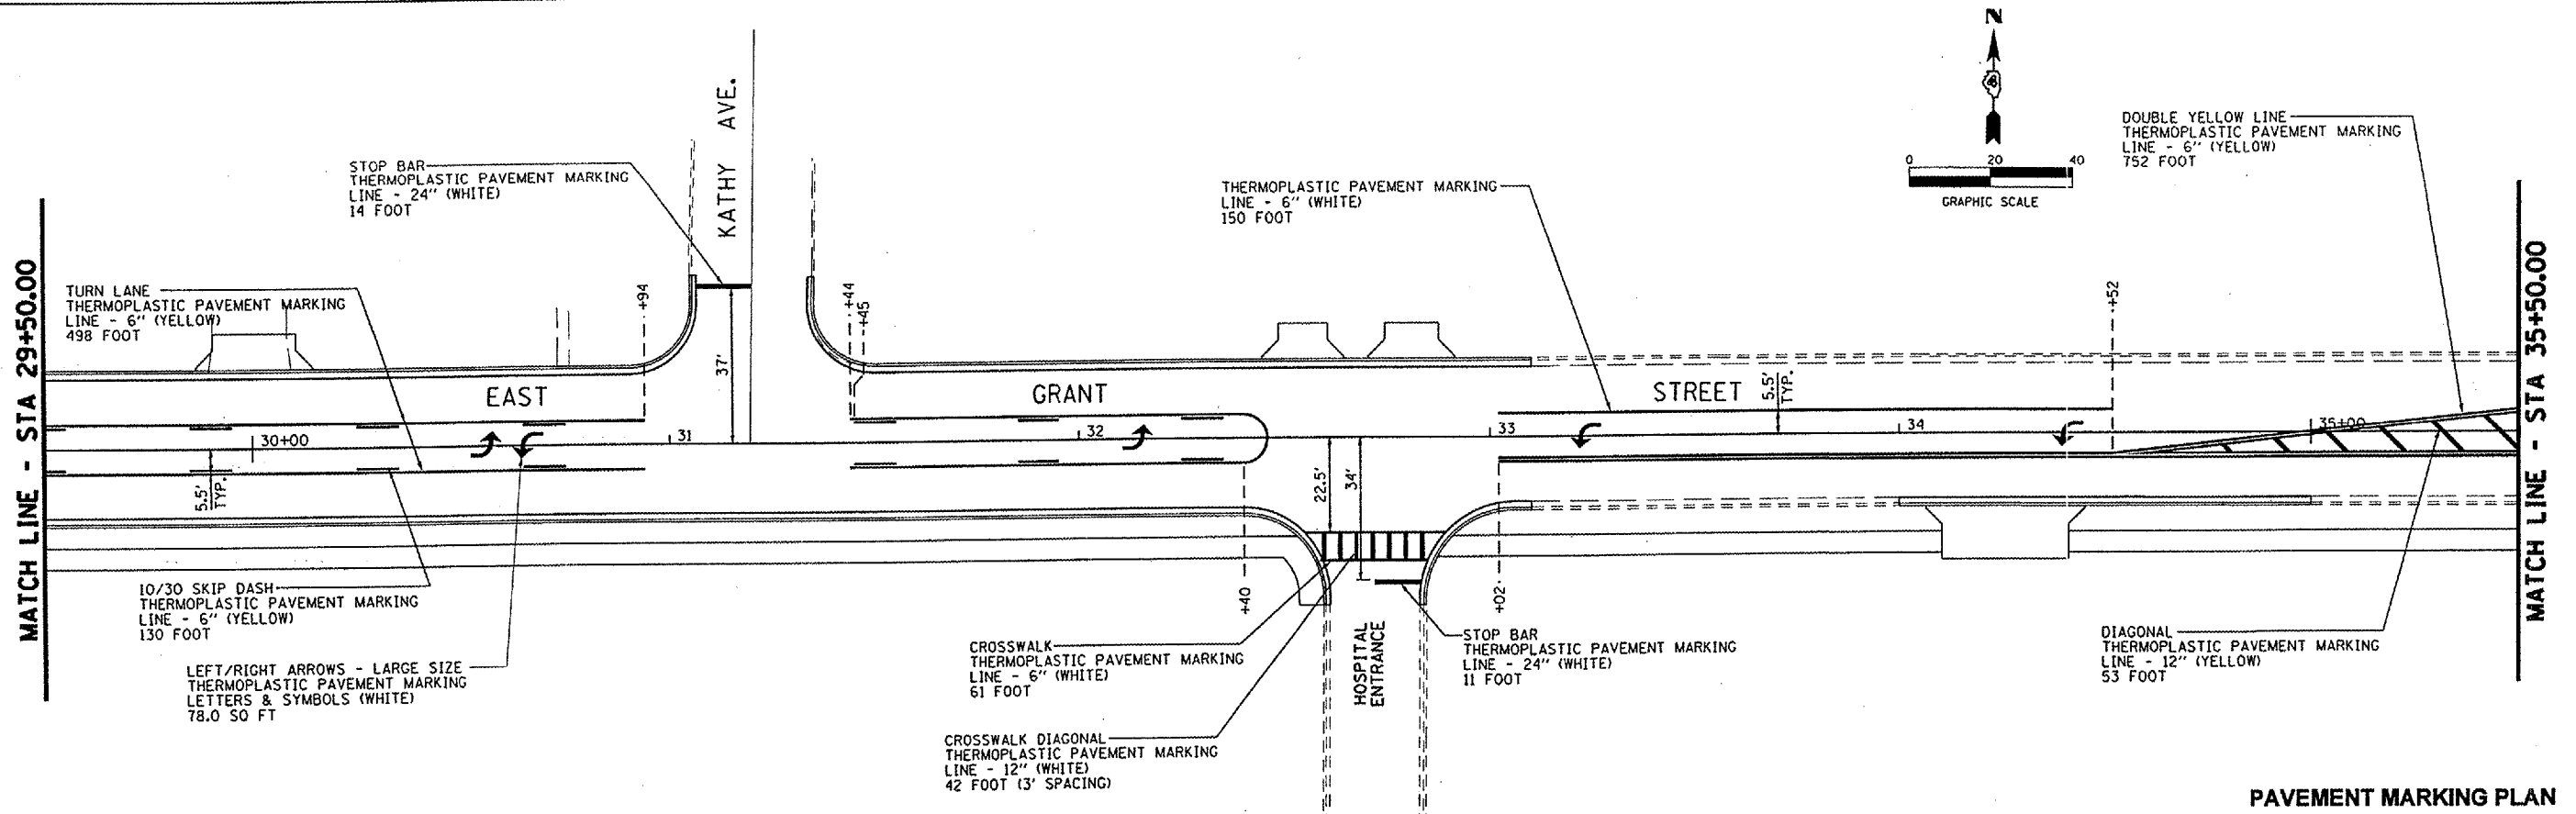 N
0 20 40
GRAPHIC SCALE
DOUBLE YELLOW LINE
THERMOPLASTIC PAVEMENT MARKING
LINE - 6" (YELLOW)
752 FOOT
KATHY AVE.
STOP BAR
THERMOPLASTIC PAVEMENT MARKING
LINE - 24" (WHITE)
14 FOOT
THERMOPLASTIC PAVEMENT MARKING
LINE - 6" (WHITE)
150 FOOT
MATCH LINE - STA 29+50.00
TURN LANE
THERMOPLASTIC PAVEMENT MARKING
LINE - 6" (YELLOW)
498 FOOT
+94
+44
+45
+52
37'
EAST
GRANT
STREET
5.5'
TYP.
30+00
31
32
33
34
35+00
5.5'
TYP.
22.5'
34'
MATCH LINE - STA 35+50.00
+40
+02
10/30 SKIP DASH
THERMOPLASTIC PAVEMENT MARKING
LINE - 6" (YELLOW)
130 FOOT
LEFT/RIGHT ARROWS - LARGE SIZE
THERMOPLASTIC PAVEMENT MARKING
LETTERS & SYMBOLS (WHITE)
78.0 SQ FT
CROSSWALK
THERMOPLASTIC PAVEMENT MARKING
LINE - 6" (WHITE)
61 FOOT
HOSPITAL
ENTRANCE
STOP BAR
THERMOPLASTIC PAVEMENT MARKING
LINE - 24" (WHITE)
11 FOOT
DIAGONAL
THERMOPLASTIC PAVEMENT MARKING
LINE - 12" (YELLOW)
53 FOOT
CROSSWALK DIAGONAL
THERMOPLASTIC PAVEMENT MARKING
LINE - 12" (WHITE)
42 FOOT (3' SPACING)
PAVEMENT MARKING PLAN